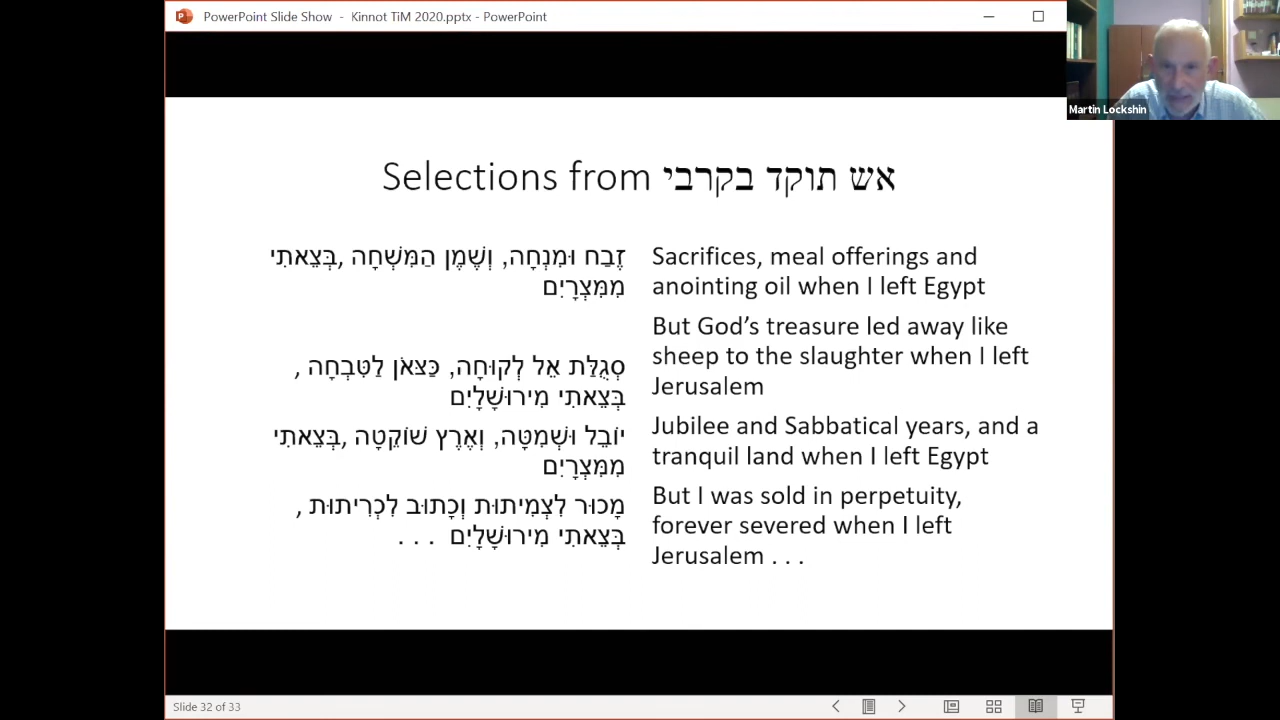 PowerPoint Slide Show - Kinnot TiM 2020.pptx - PowerPoint
Martin Lockshin
Selections from אש תוקד בקרבי
זֶבַח וּמִנְחָה, וְשֶׁמֶן הַמִּשְׁחָה ,בְּצֵאתִי
מִמִּצְרָיִם
סְגֻלַּת אֵל לְקוּחָה, כַּצֹּאן לַטִּבְחָה ,
בְּצֵאתִי מִירוּשָׁלָיִם
יוֹבֵל וּשְׁמִטָּה, וְאֶרֶץ שׁוֹקֵטָה ,בְּצֵאתִי
מִמִּצְרָיִם
מָכוּר לִצְמִיתוּת וְכָתוּב לִכְרִיתוּת ,
בְּצֵאתִי מִירוּשָׁלָיִם . . .
Sacrifices, meal offerings and
anointing oil when I left Egypt
But God’s treasure led away like
sheep to the slaughter when I left
Jerusalem
Jubilee and Sabbatical years, and a
tranquil land when I left Egypt
But I was sold in perpetuity,
forever severed when I left
Jerusalem . . .
Slide 32 of 33